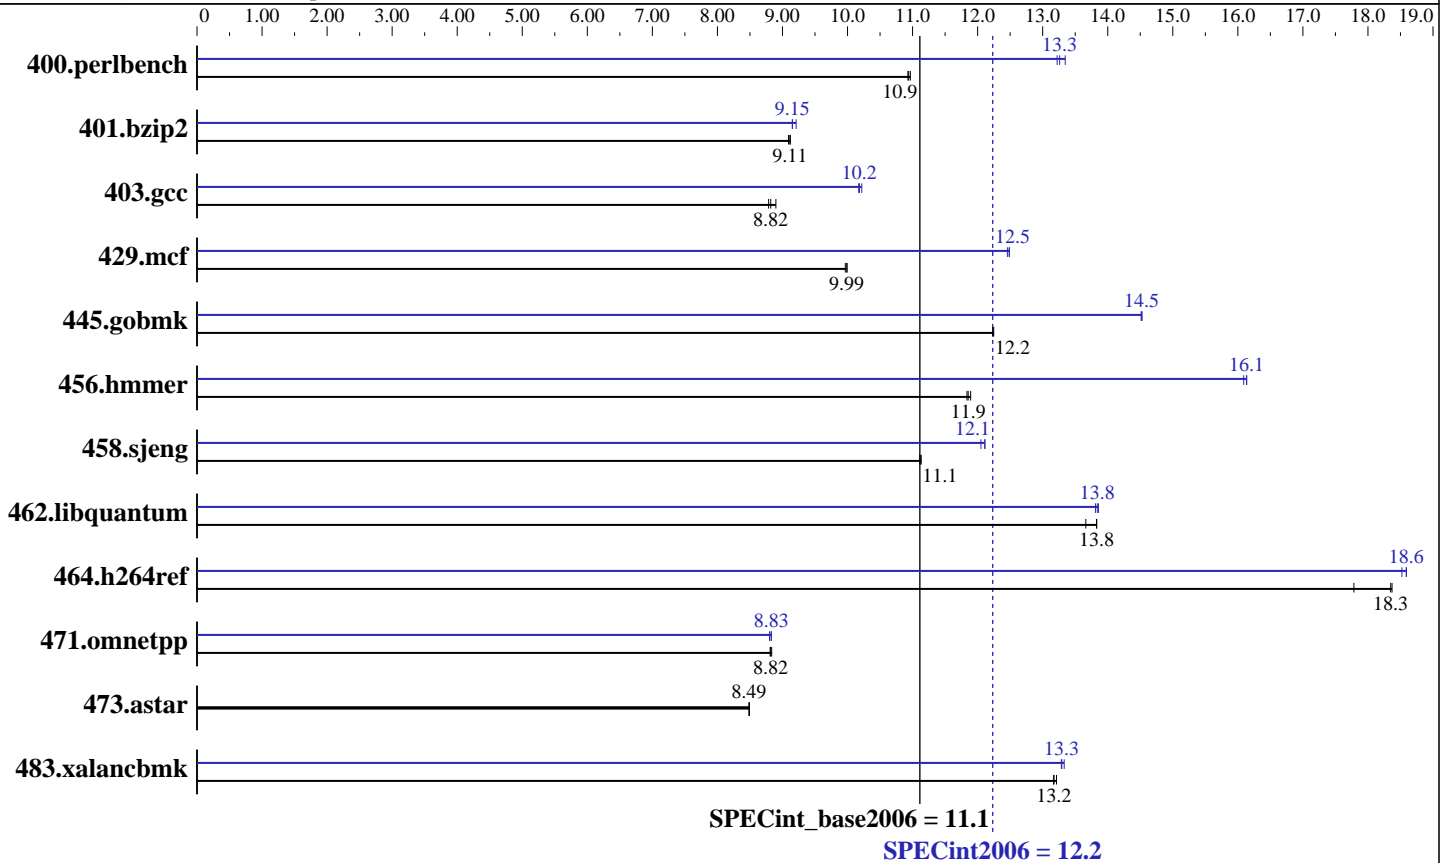 0 1.00 2.00 3.00 4.00 5.00 6.00 7.00 8.00 9.00 10.0 11.0 12.0 13.0 14.0 15.0 16.0 17.0 18.0 19.0
13.3
400.perlbench
10.9
9.15
401.bzip2
9.11
10.2
403.gcc
8.82
12.5
429.mcf
9.99
14.5
445.gobmk
12.2
16.1
456.hmmer
11.9
12.1
458.sjeng
11.1
13.8
462.libquantum
13.8
18.6
464.h264ref
18.3
8.83
471.omnetpp
8.82
8.49
473.astar
13.3
483.xalancbmk
13.2
SPECint_base2006 = 11.1
SPECint2006 = 12.2